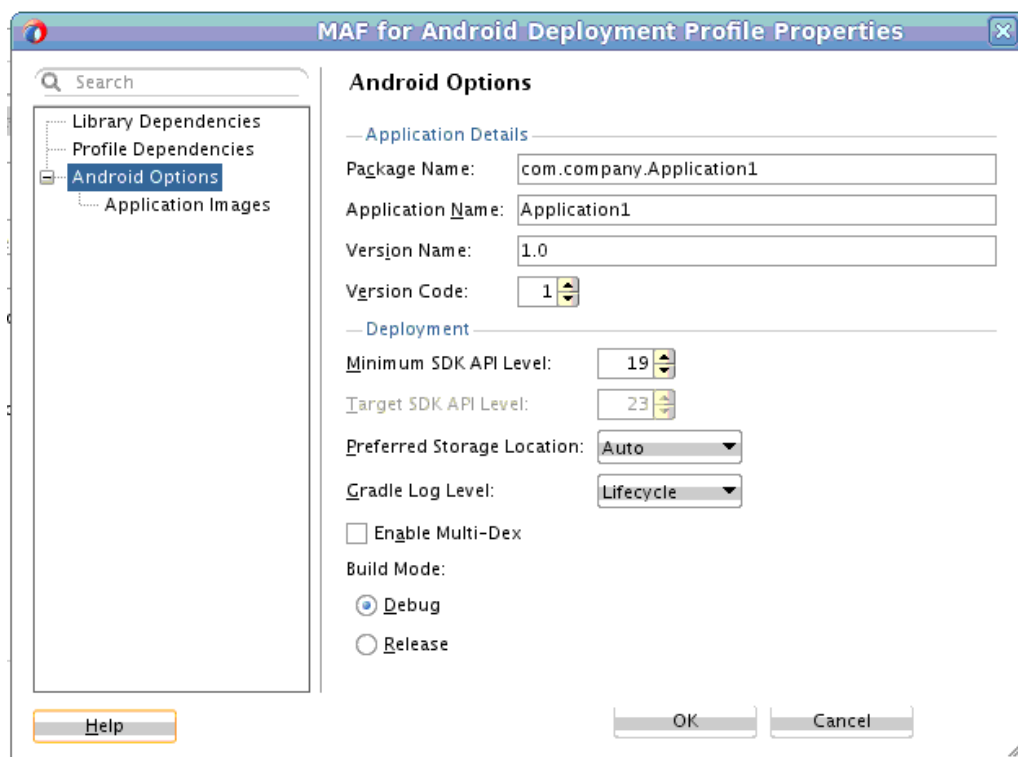 MAF for Android Deployment Profile Properties
Search
Library Dependencies
Profile Dependencies
Android Options
Application Images
Android Options
Application Details
Package Name: com.company.Application1
Application Name: Application1
Version Name: 1.0
Version Code: 1
Deployment
Minimum SDK API Level: 19
Target SDK API Level: 23
Preferred Storage Location: Auto
Gradle Log Level: Lifecycle
Enable Multi-Dex
Build Mode:
Debug
Release
Help OK Cancel